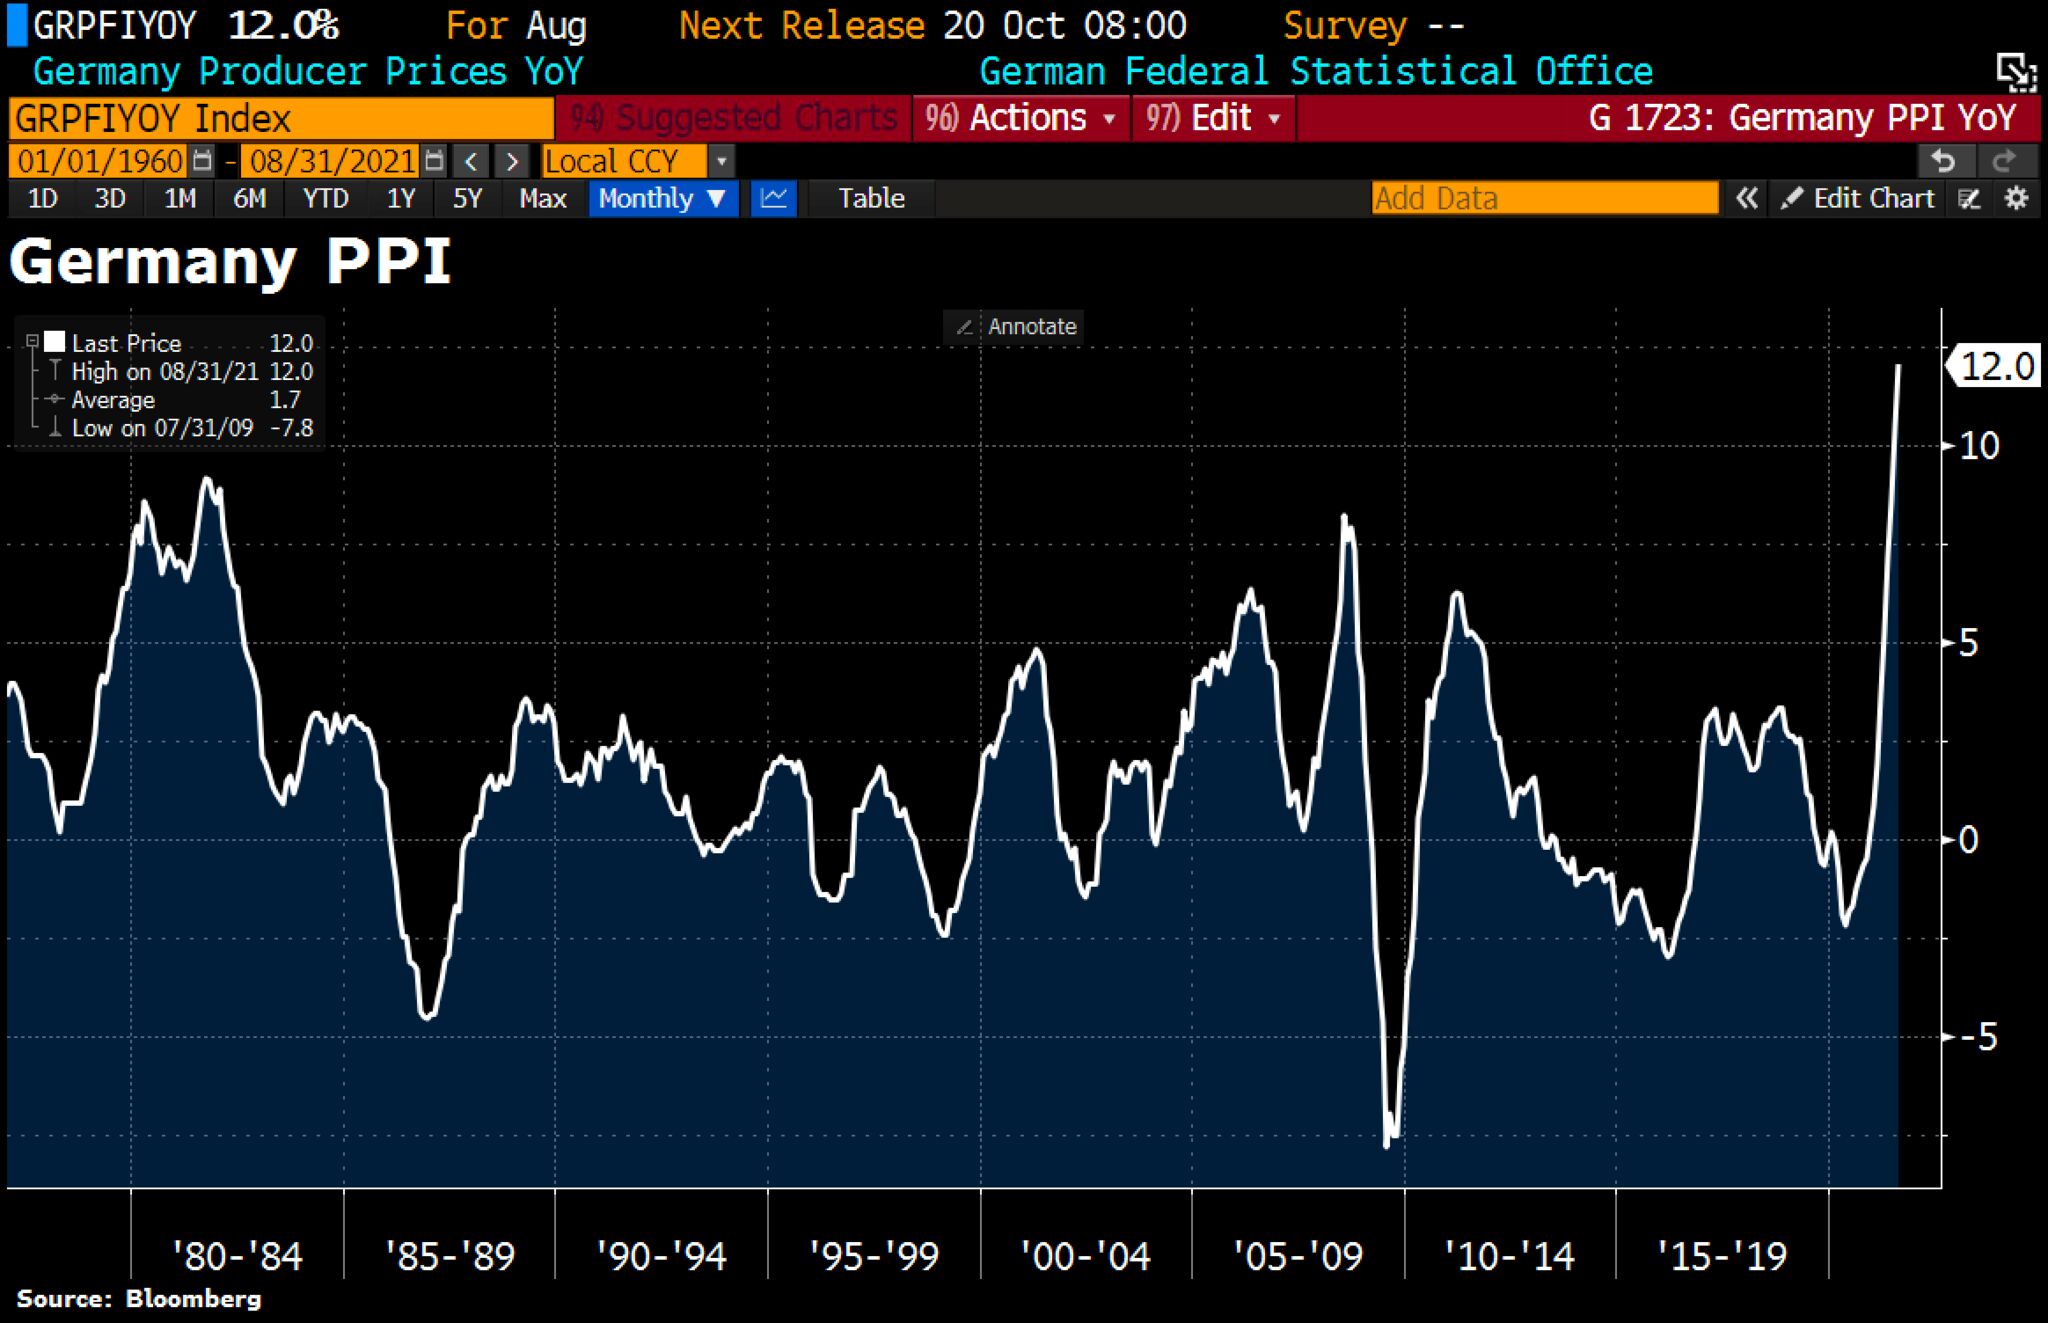 GRPFIYOY 12.0% For Aug Next Release 20 Oct 08:00 Survey --
Germany Producer Prices YoY German Federal Statistical Office
GRPFIYOY Index 94) Suggested Charts 96) Actions 97) Edit G 1723: Germany PPI YoY
01/01/1960 - 08/31/2021 Local CCY
1D 3D 1M 6M YTD 1Y 5Y Max Monthly ▼ Table Add Data « Edit Chart
Germany PPI
Annotate
Last Price 12.0
High on 08/31/21 12.0
Average 1.7
Low on 07/31/09 -7.8
12.0
10
5
0
-5
'80-'84 '85-'89 '90-'94 '95-'99 '00-'04 '05-'09 '10-'14 '15-'19
Source: Bloomberg